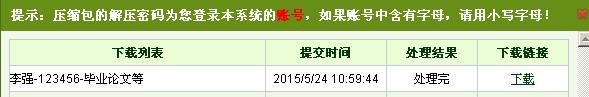 提示：压缩包的解压密码为您登录本系统的账号，如果账号中含有字母，请用小写字母！
下载列表 提交时间 处理结果 下载链接
李强-123456-毕业论文等 2015/5/24 10:59:44 处理完 下载